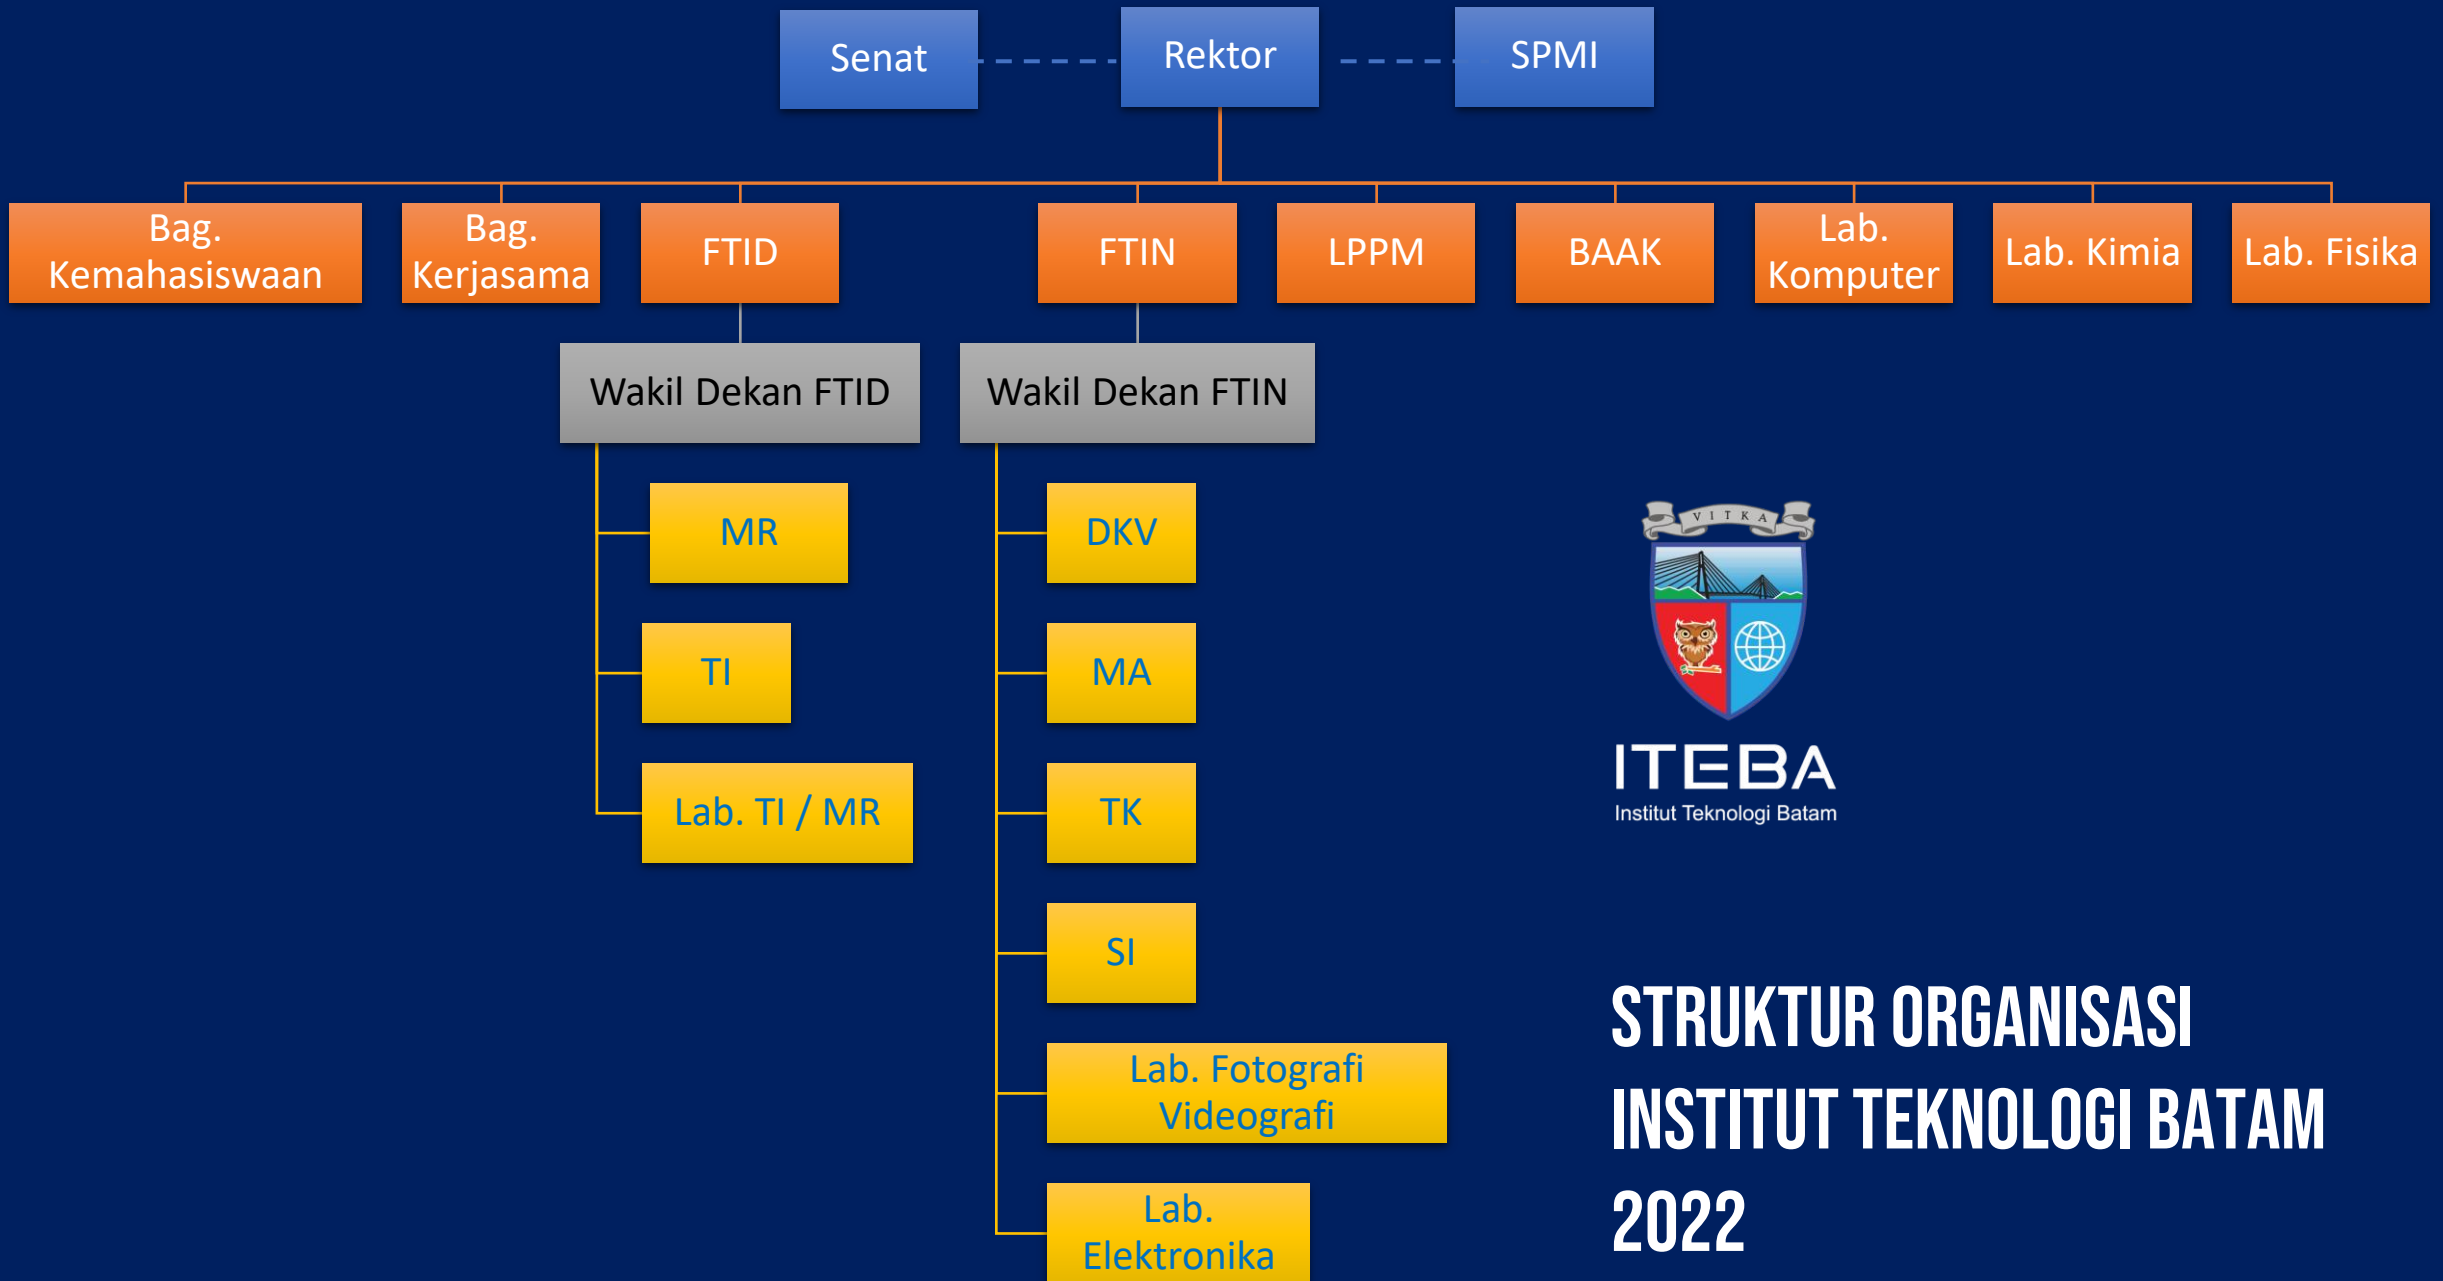 Senat
Rektor
SPMI
Bag.
Kemahasiswaan
Bag.
Kerjasama
FTID
FTIN
LPPM
BAAK
Lab.
Komputer
Lab. Kimia
Lab. Fisika
Wakil Dekan FTID
Wakil Dekan FTIN
MR
TI
Lab. TI / MR
DKV
MA
TK
SI
Lab. Fotografi
Videografi
Lab.
Elektronika
VITKA
ITEBA
Institut Teknologi Batam
STRUKTUR ORGANISASI
INSTITUT TEKNOLOGI BATAM
2022